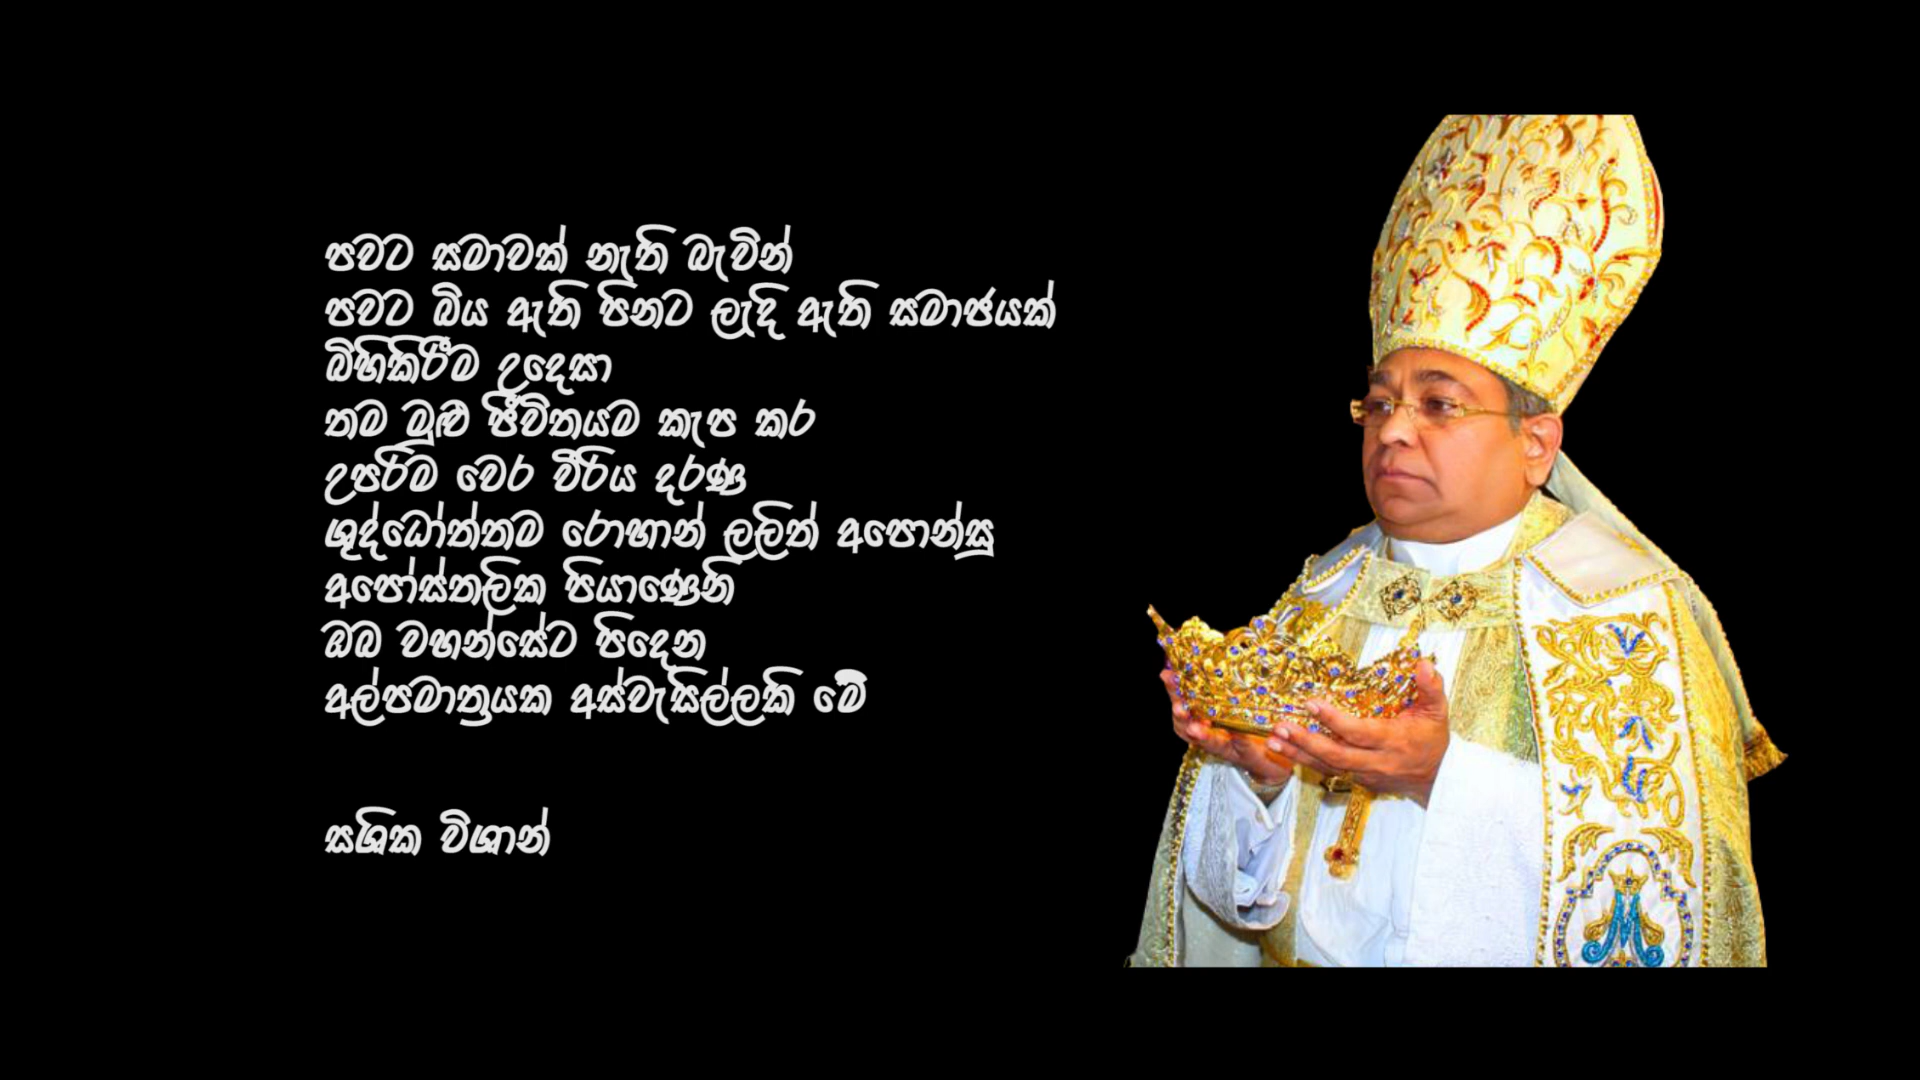 පවට සමාවක් නැති බැවින්
පවට බිය ඇති පිනට ලැදි ඇති සමාජයක්
බිහිකිරීම උදෙසා
තම මුළු ජීවිතයම කැප කර
උපරිම වෙර වීරිය දරණ
ශුද්ධෝත්තම රොහාන් ලලිත් අපොන්සු
අපෝස්තලික පියාණෙනි
ඔබ වහන්සේට පිදෙන
අල්පමාත්‍රයක අස්වැසිල්ලකි මේ
සශික විශාන්